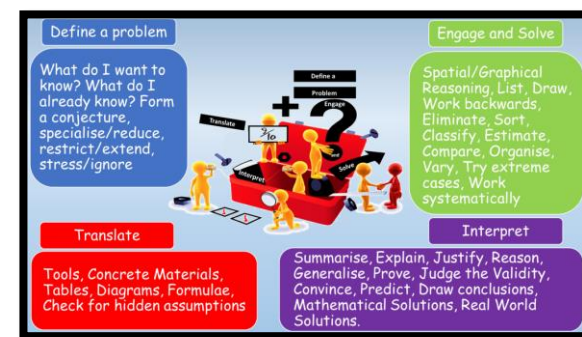 Define a problem
What do I want to
know? What do I
already know? Form
a conjecture,
specialise/reduce,
restrict/extend,
stress/ignore
Engage and Solve
Spatial/Graphical
Reasoning, List, Draw,
Work backwards,
Eliminate, Sort,
Classify, Estimate,
Compare, Organise,
Vary, Try extreme
cases, Work
systematically
Define a
Problem
Engage
and
Solve
Translate
Interpret
Translate
Tools, Concrete Materials,
Tables, Diagrams, Formulae,
Check for hidden assumptions
Interpret
Summarise, Explain, Justify, Reason,
Generalise, Prove, Judge the Validity,
Convince, Predict, Draw conclusions,
Mathematical Solutions, Real World
Solutions.